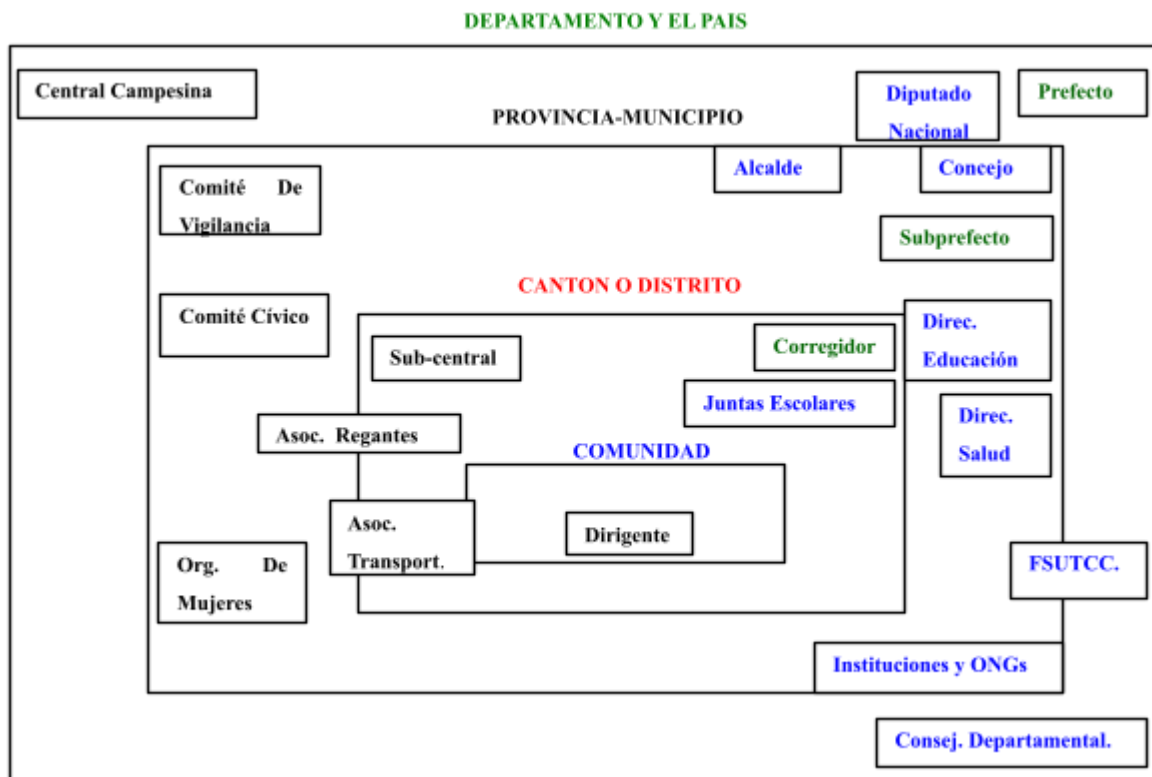 DEPARTAMENTO Y EL PAIS
Central Campesina
Diputado
Nacional
Prefecto
PROVINCIA-MUNICIPIO
Comité De
Vigilancia
Alcalde
Concejo
Subprefecto
CANTON O DISTRITO
Comité Cívico
Sub-central
Corregidor
Direc.
Educación
Juntas Escolares
Asoc. Regantes
Direc.
Salud
COMUNIDAD
Asoc.
Transport.
Dirigente
Org. De
Mujeres
FSUTCC.
Instituciones y ONGs
Consej. Departamental.